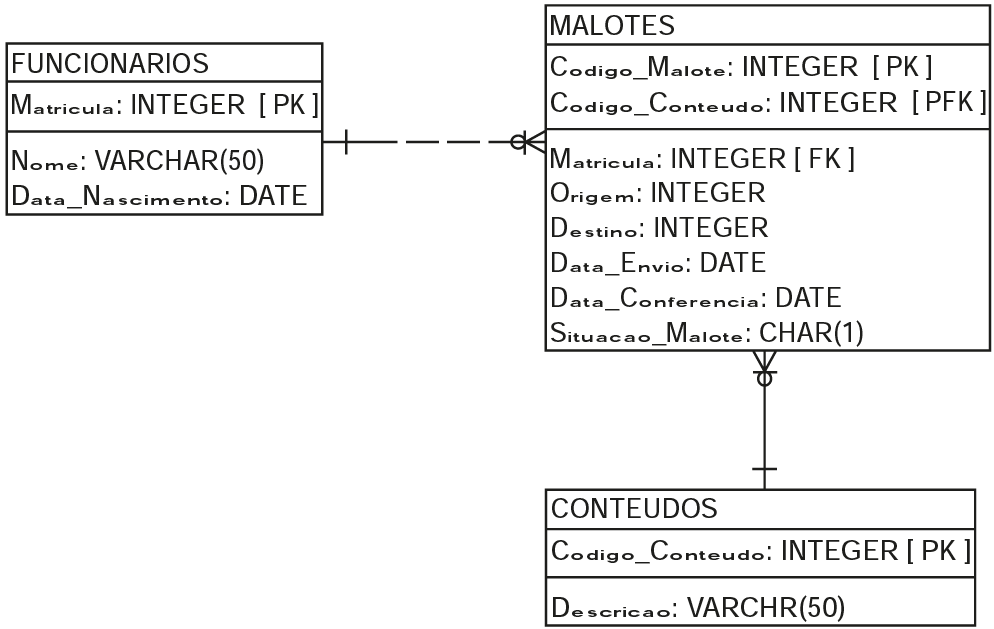 FUNCIONARIOS
Matricula: INTEGER [ PK ]
Nome: VARCHAR(50)
Data_Nascimento: DATE
MALOTES
Codigo_Malote: INTEGER [ PK ]
Codigo_Conteudo: INTEGER [ PFK ]
Matricula: INTEGER [ FK ]
Origem: INTEGER
Destino: INTEGER
Data_Envio: DATE
Data_Conferencia: DATE
Situacao_Malote: CHAR(1)
CONTEUDOS
Codigo_Conteudo: INTEGER [ PK ]
Descricao: VARCHR(50)